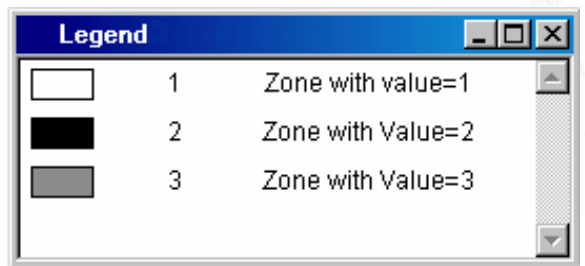 Legend
1 Zone with value=1
2 Zone with Value=2
3 Zone with Value=3